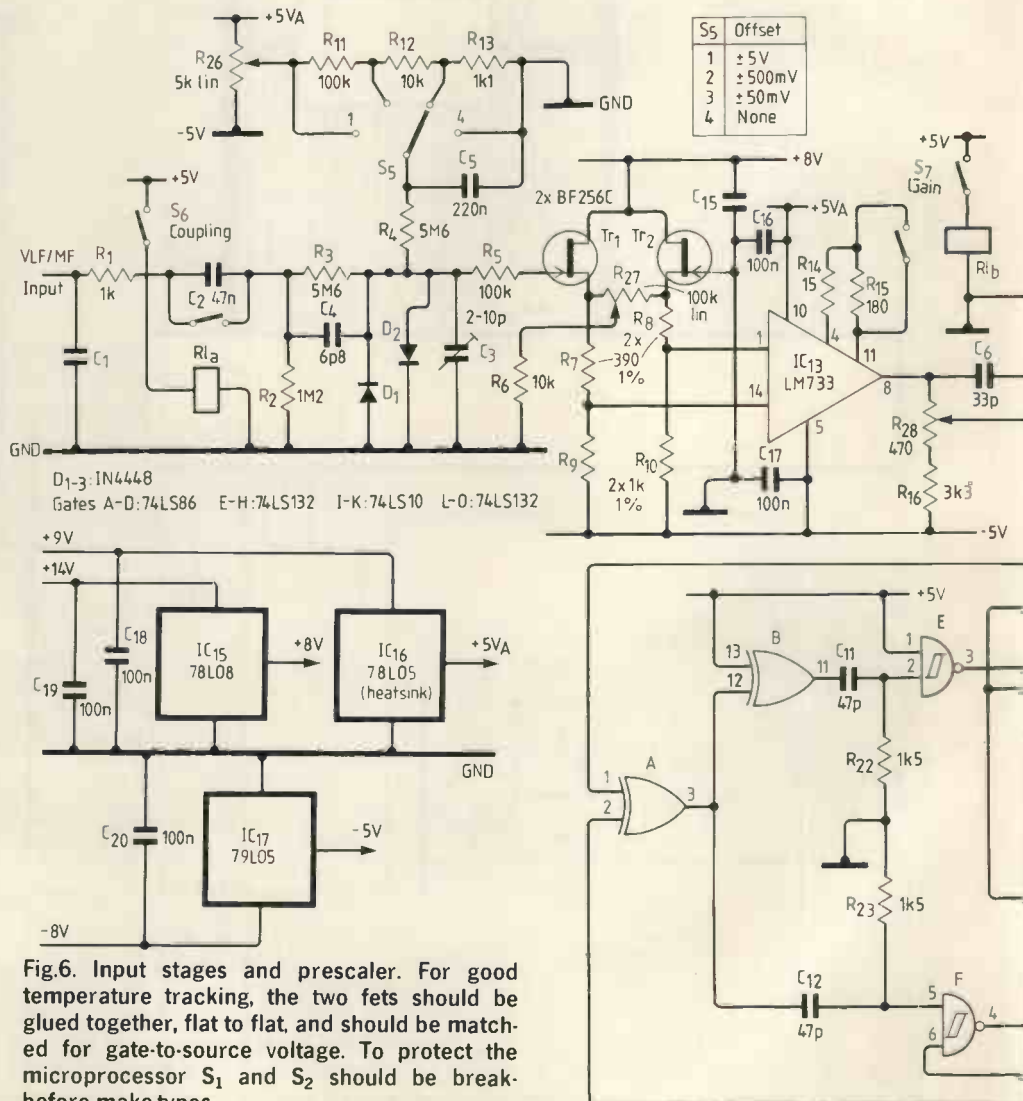 +5VA
R26
5k lin
-5V
R11
100k
R12
10k
R13
1k1
GND
1
4
S5
C5
220n
R4 5M6
+5V
S6
Coupling
VLF/MF
Input
R1
1k
C2 47n
R3
5M6
C4
6p8
C1
Rla
R2 1M2
D2
D1
2-10p
C3
R5
100k
GND
D1-3:IN4448
Gates A-D:74LS86 E-H:74LS132 I-K:74LS10 L-O:74LS132
S5 Offset
1 ±5V
2 ±500mV
3 ±50mV
4 None
+8V
2x BF256C
Tr1
Tr2
C15
C16
100n
+5VA
R27
100k
lin
R8
2x
390
1%
R7
R6 10k
R9
R10
2x1k
1%
C17
100n
R14
15
R15
180
10
4
11
1
14
IC13
LM733
8
5
+5V
S7
Gain
Rlb
C6
33p
R28
470
R16 3k3
-5V
+9V
+14V
C18
100n
C19
100n
IC15
78L08
+8V
IC16
78L05
(heatsink)
+5VA
GND
C20 100n
IC17
79L05
-5V
-8V
+5V
E
1
2
3
B
13
12
11
C11
47p
R22 1k5
A
1
2
3
R23 1k5
C12
47p
F
5
6
4
Fig.6. Input stages and prescaler. For good
temperature tracking, the two fets should be
glued together, flat to flat, and should be match-
ed for gate-to-source voltage. To protect the
microprocessor S1 and S2 should be break-
before make types.